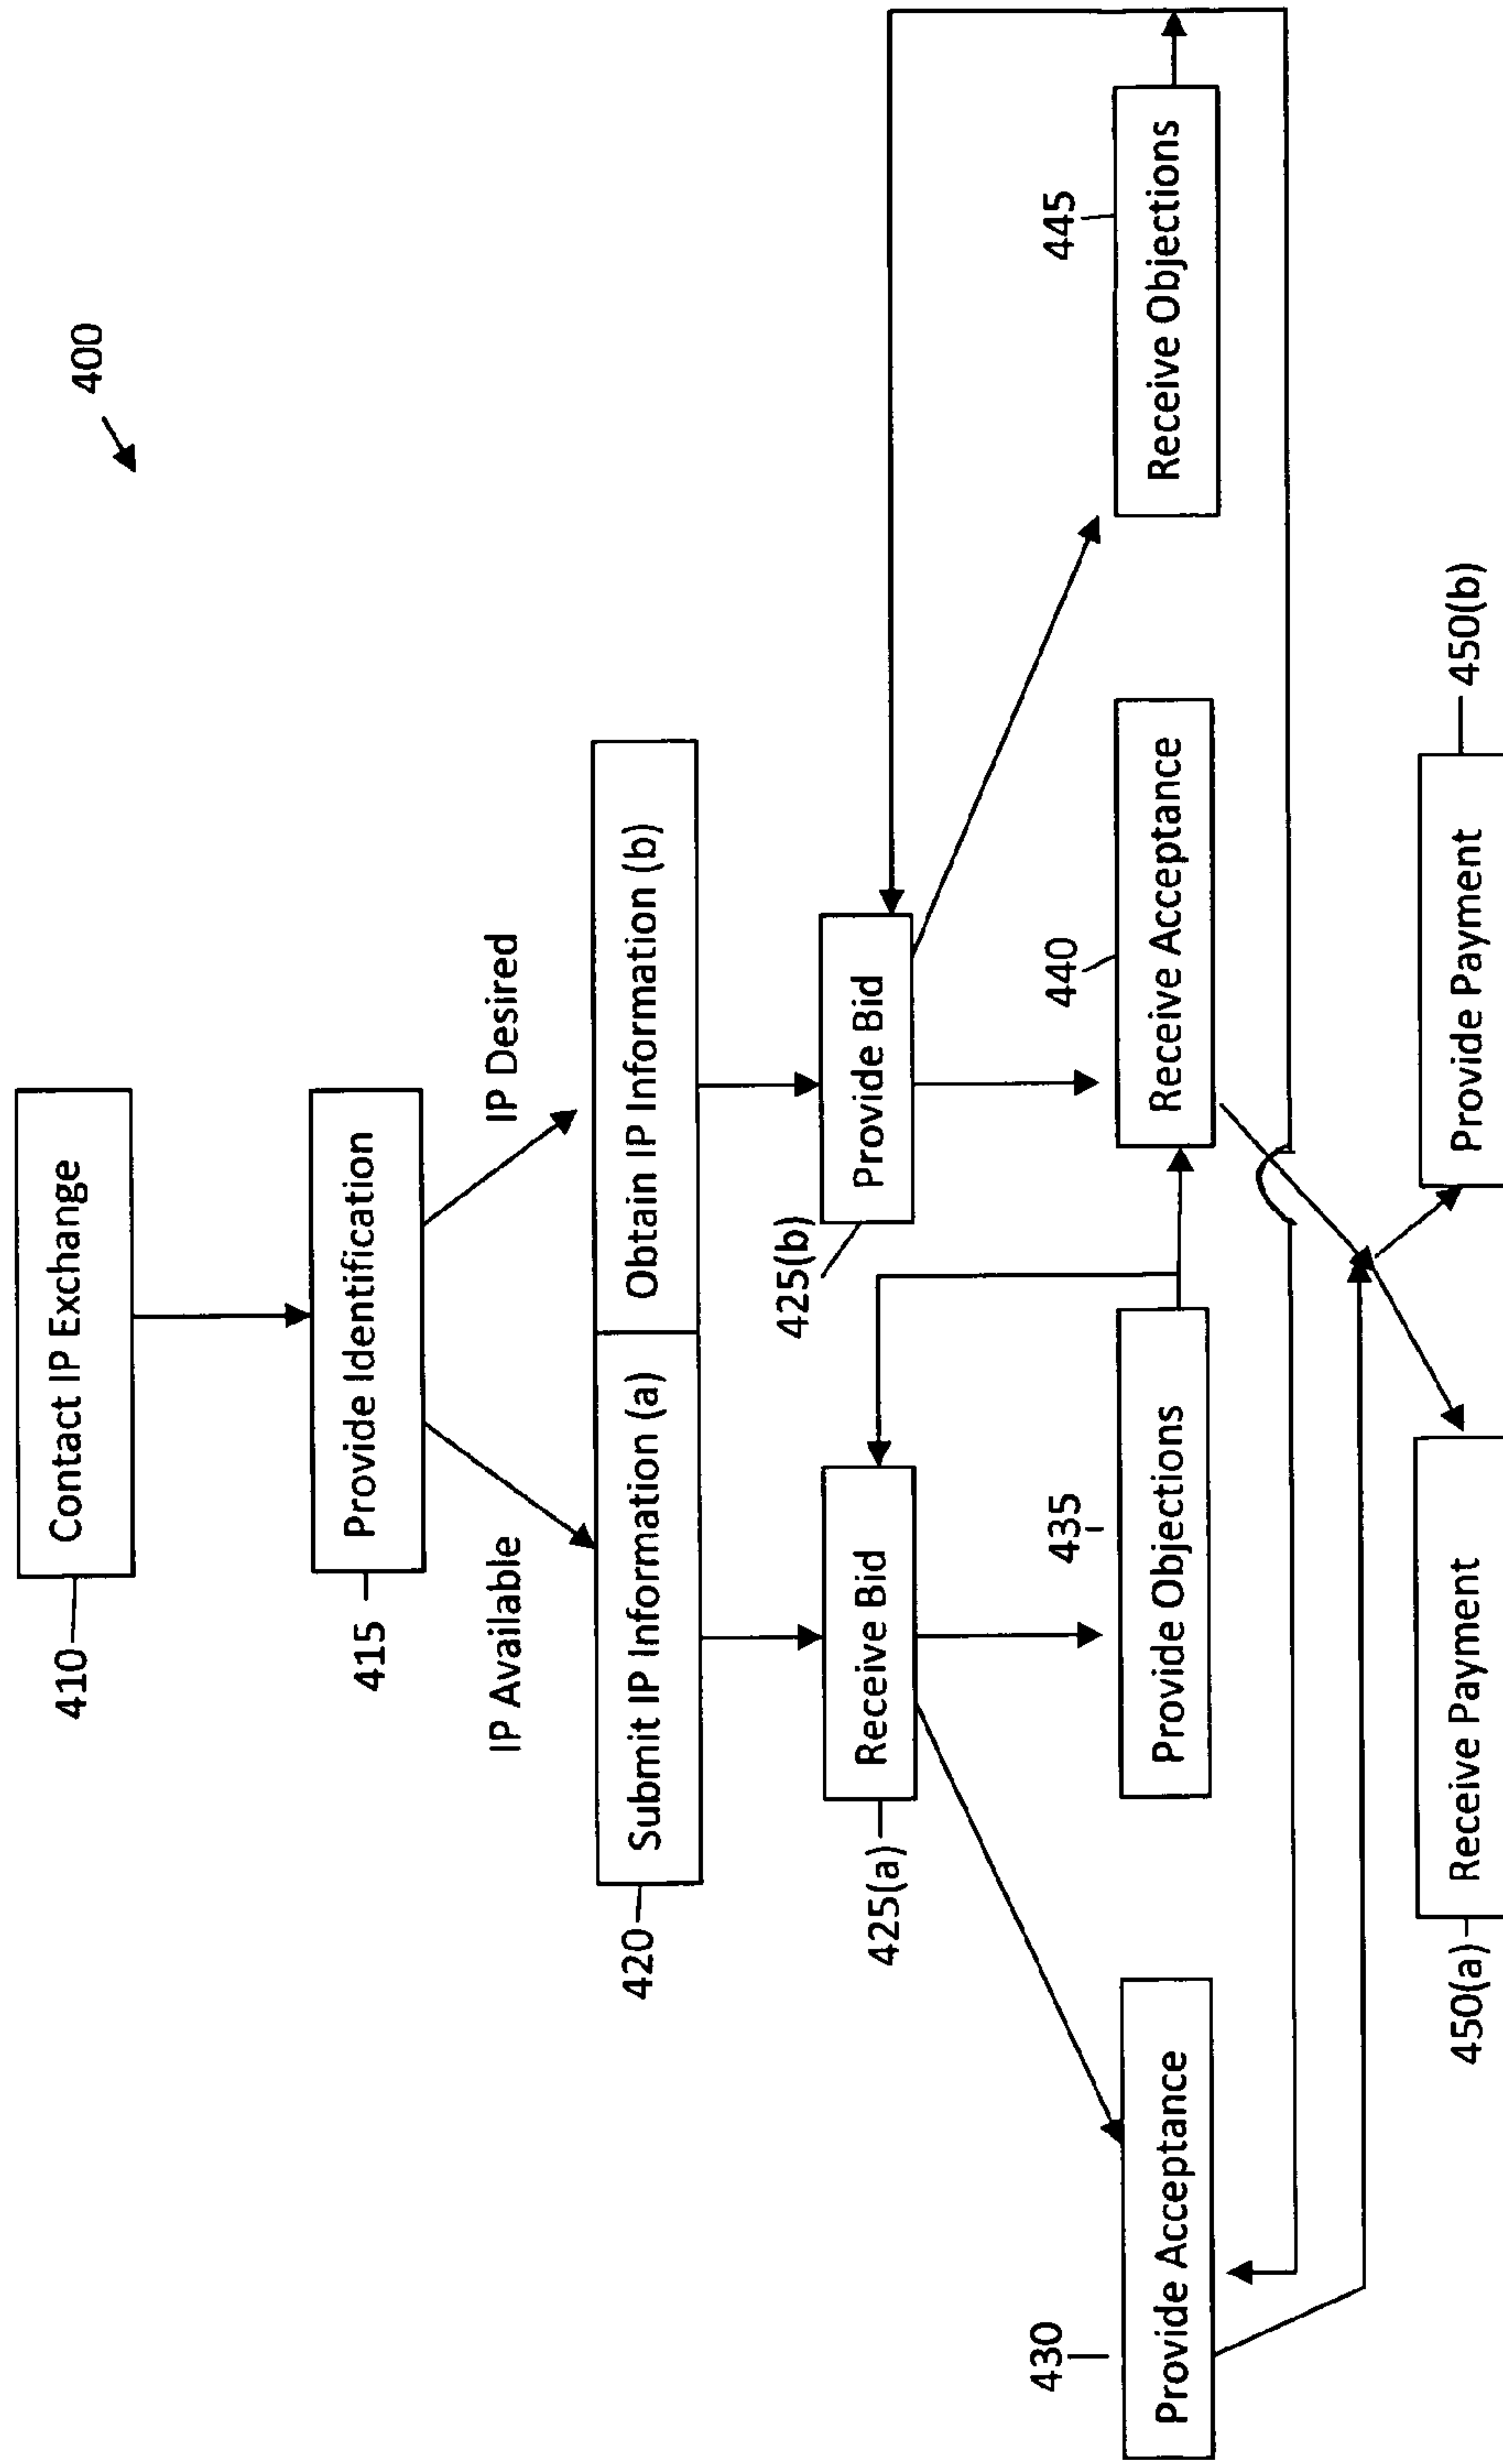 400
410
Contact IP Exchange
415
Provide Identification
IP Available
IP Desired
420
Submit IP Information (a)
Obtain IP Information (b)
425(a)
Receive Bid
425(b)
Provide Bid
430
435
440
445
Provide Acceptance
Provide Objections
Receive Acceptance
Receive Objections
450(a)
Receive Payment
Provide Payment
450(b)